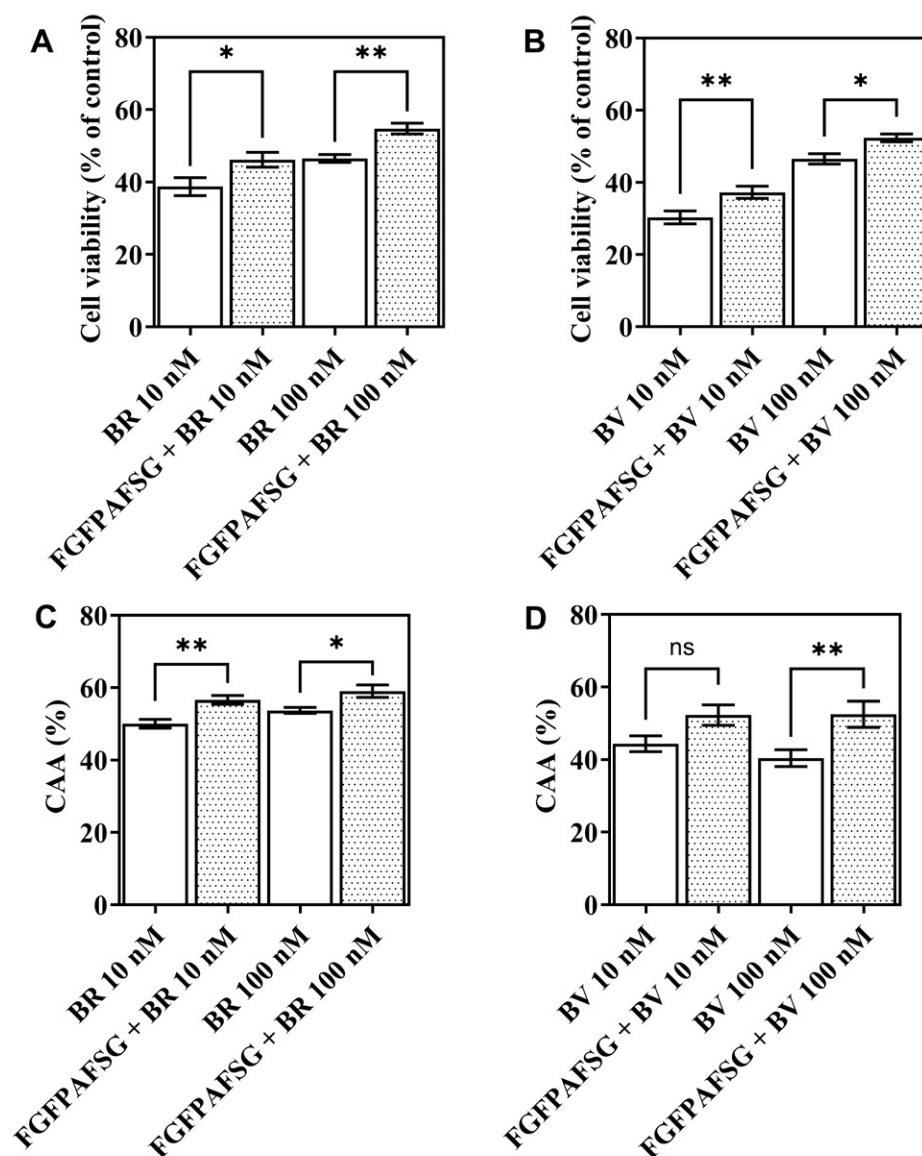 A
Cell viability (% of control)
80
60
40
20
0
*
**
BR 10 nM
FGFPAFSG + BR 10 nM
BR 100 nM
FGFPAFSG + BR 100 nM
B
Cell viability (% of control)
80
60
40
20
0
**
*
BV 10 nM
FGFPAFSG + BV 10 nM
BV 100 nM
FGFPAFSG + BV 100 nM
C
CAA (%)
80
60
40
20
0
**
*
BR 10 nM
FGFPAFSG + BR 10 nM
BR 100 nM
FGFPAFSG + BR 100 nM
D
CAA (%)
80
60
40
20
0
ns
**
BV 10 nM
FGFPAFSG + BV 10 nM
BV 100 nM
FGFPAFSG + BV 100 nM